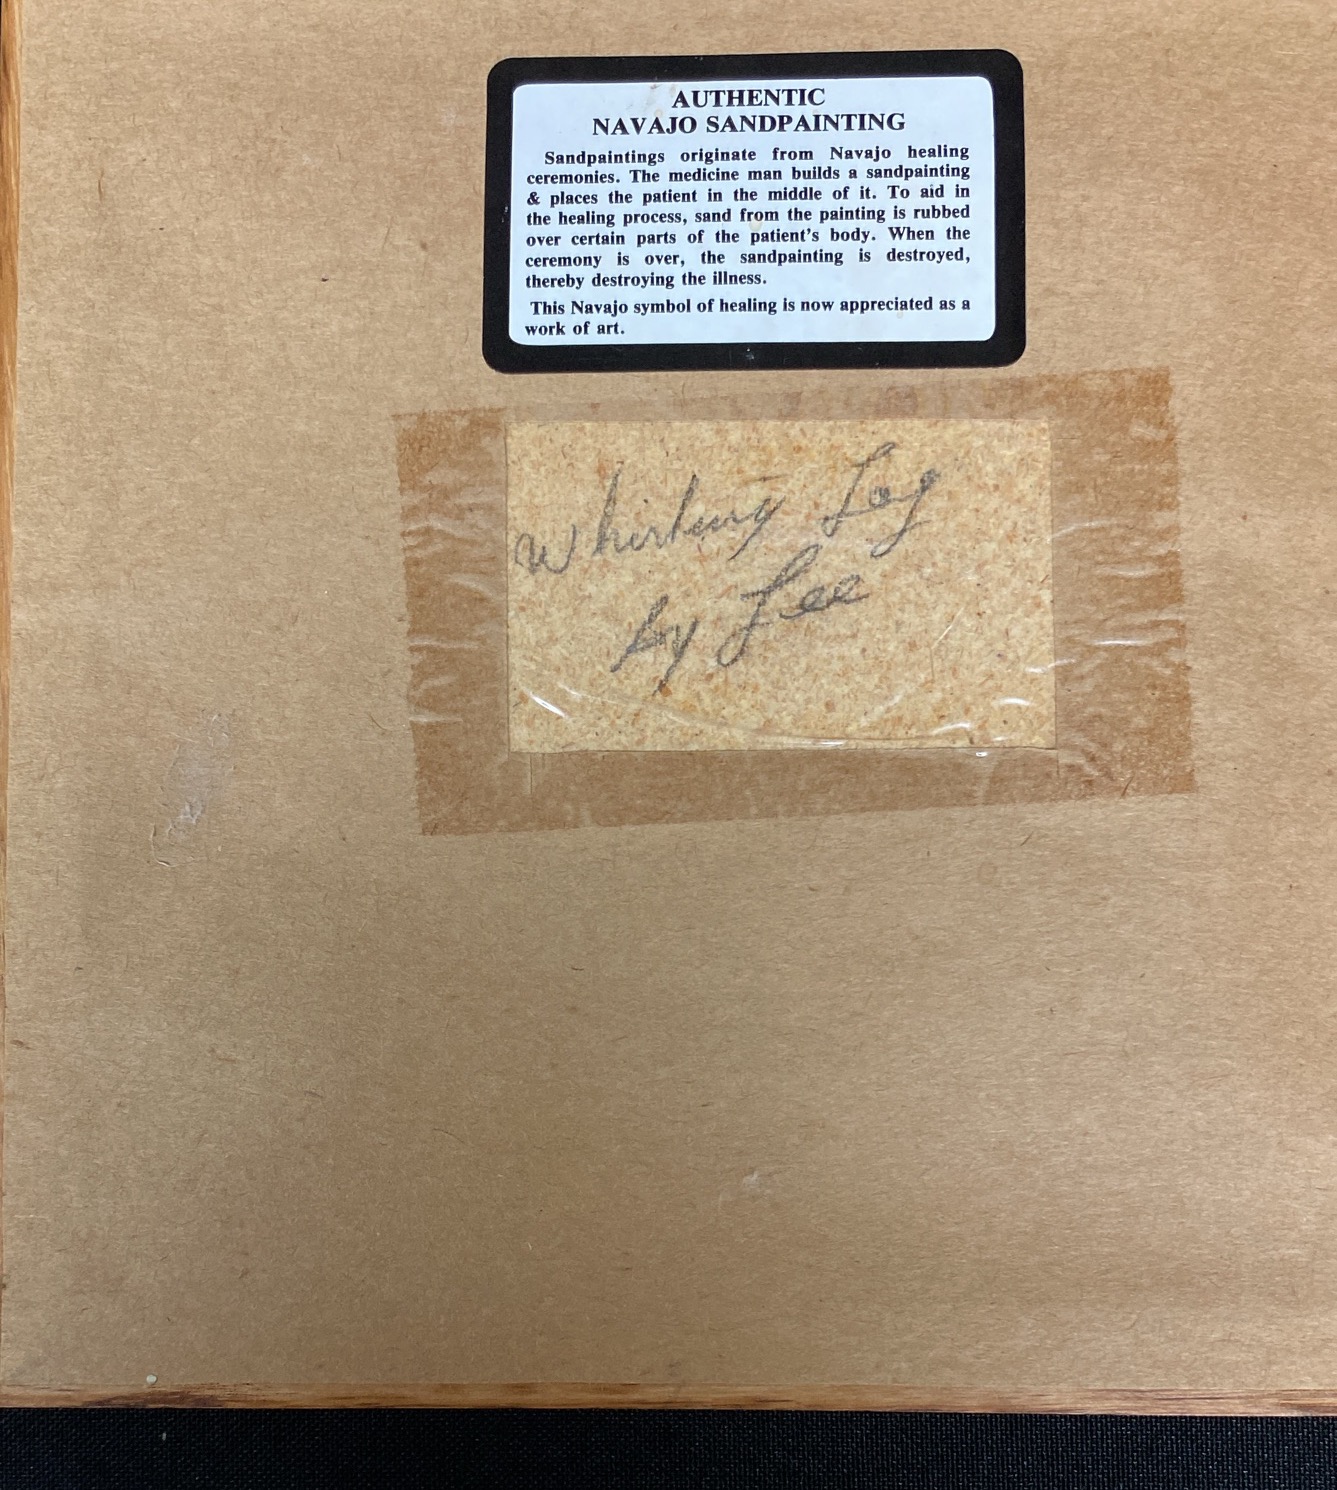 AUTHENTIC
NAVAJO SANDPAINTING
Sandpaintings originate from Navajo healing
ceremonies. The medicine man builds a sandpainting
& places the patient in the middle of it. To aid in
the healing process, sand from the painting is rubbed
over certain parts of the patient's body. When the
ceremony is over, the sandpainting is destroyed,
thereby destroying the illness.
This Navajo symbol of healing is now appreciated as a
work of art.
Whirling Log
by Lee